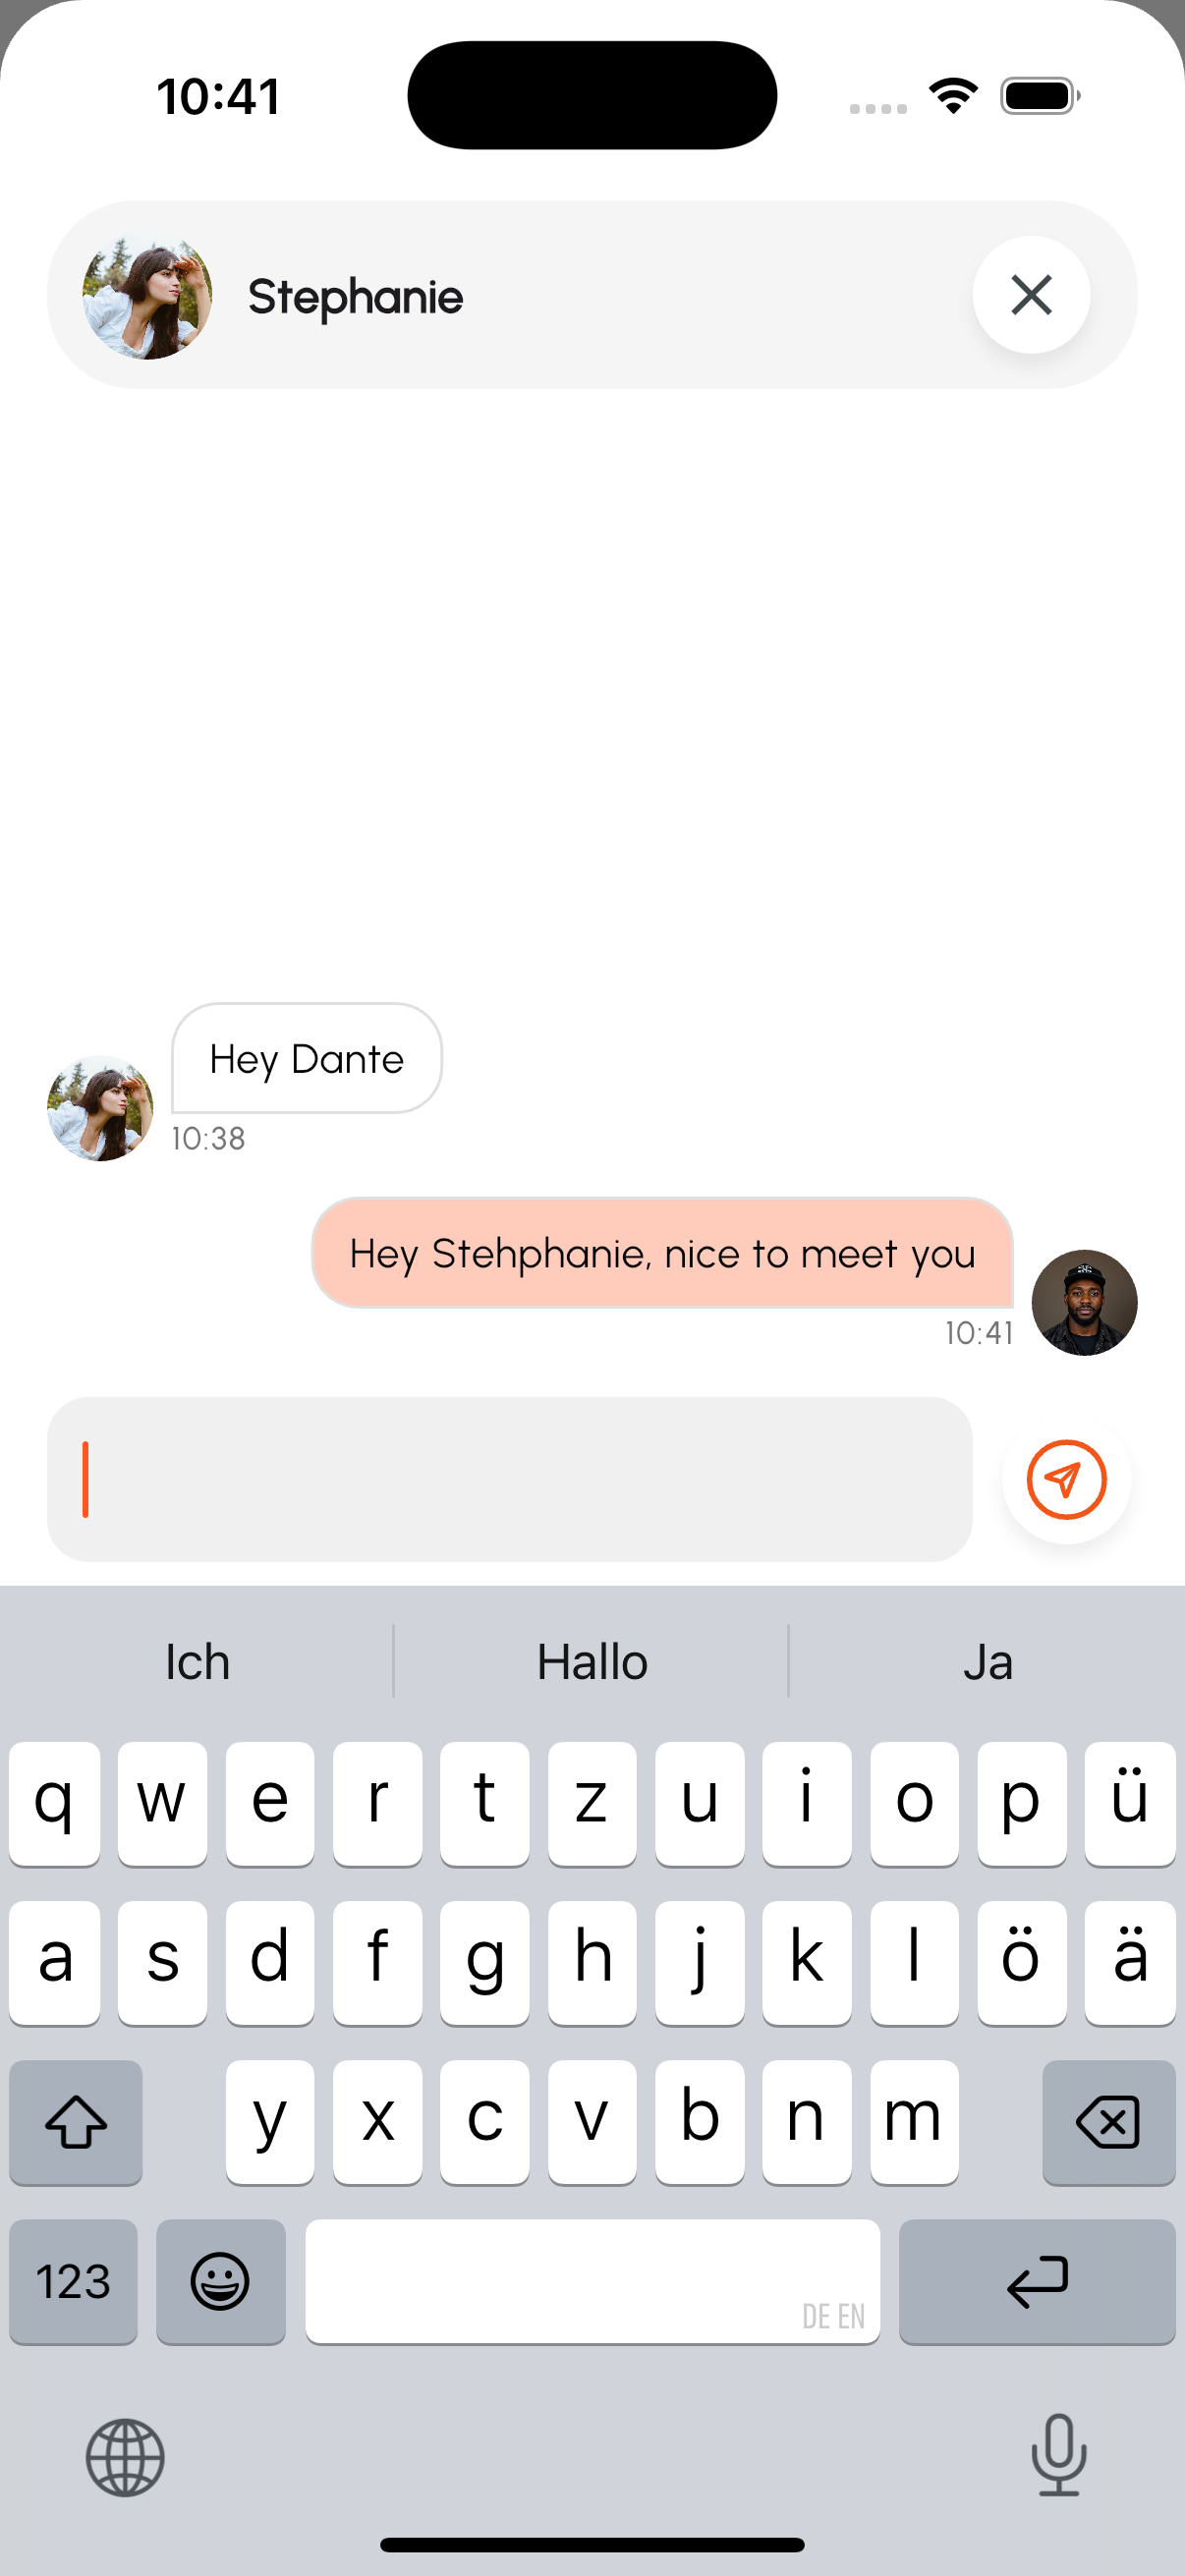 10:41
Stephanie
Hey Dante
10:38
Hey Stehphanie, nice to meet you
10:41
Ich Hallo Ja
q w e r t z u i o p ü
a s d f g h j k l ö ä
y x c v b n m
123 DE EN